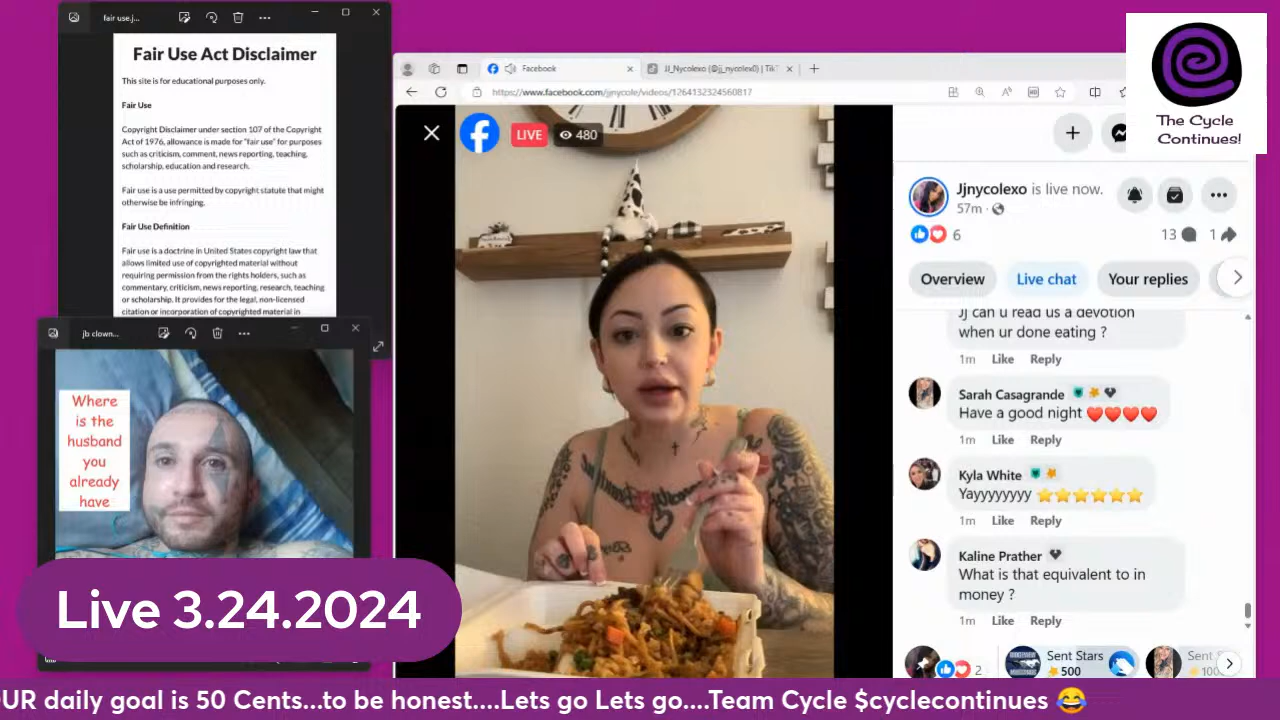 fair use.j...
Fair Use Act Disclaimer
This site is for educational purposes only.
Fair Use
Copyright Disclaimer under section 107 of the Copyright
Act of 1976, allowance is made for "fair use" for purposes
such as criticism, comment, news reporting, teaching,
scholarship, education and research.
Fair use is a use permitted by copyright statute that might
otherwise be infringing.
Fair Use Definition
Fair use is a doctrine in United States copyright law that
allows limited use of copyrighted material without
requiring permission from the rights holders, such as
commentary, criticism, news reporting, research, teaching
or scholarship. It provides for the legal, non-licensed
citation or incorporation of copyrighted material in
jb clown...
Where
is the
husband
you
already
have
Live 3.24.2024
Facebook
JJ_Nycolexo (@jj_nycolex0) | Tik
https://www.facebook.com/jjnycole/videos/1264132324560817
LIVE
480
The Cycle
Continues!
Jjnycolexo is live now.
57m
6
13
1
Overview
Live chat
Your replies
JJ can u read us a devotion
when ur done eating ?
1m Like Reply
Sarah Casagrande
Have a good night ❤️❤️❤️❤️
1m Like Reply
Kyla White
Yayyyyyyyy ⭐⭐⭐⭐⭐⭐
1m Like Reply
Kaline Prather
What is that equivalent to in
money ?
1m Like Reply
2
Sent Stars
500
Sent S
100
OUR daily goal is 50 Cents...to be honest....Lets go Lets go....Team Cycle $cyclecontinues 😂